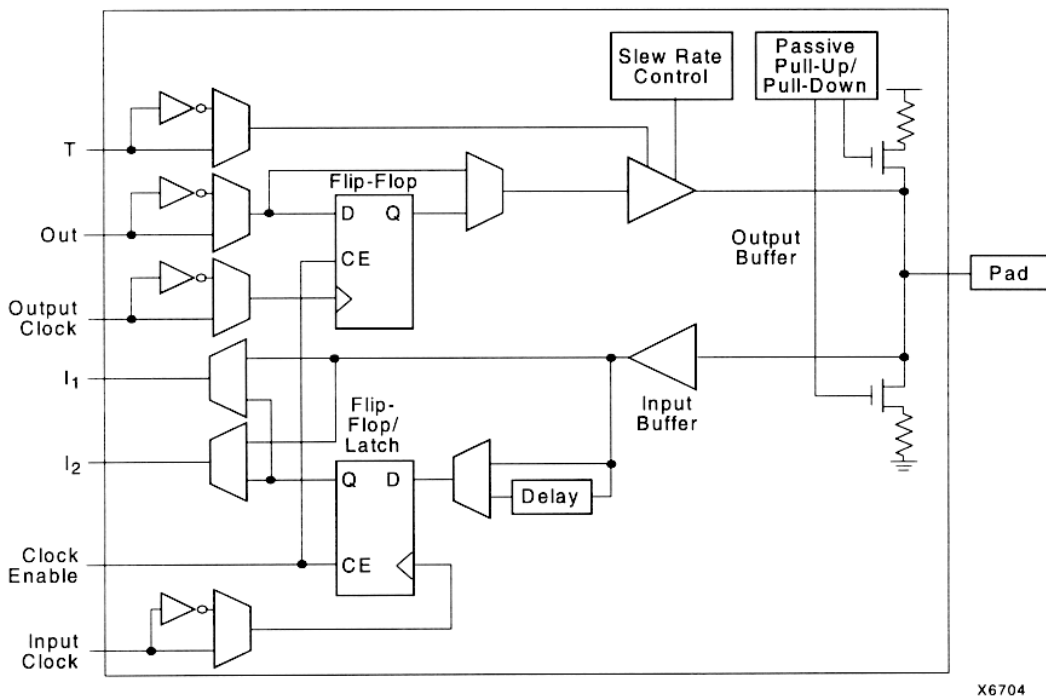 Slew Rate
Control
Passive
Pull-Up/
Pull-Down
T
Flip-Flop
D Q
CE
Out
Output
Buffer
Pad
Output
Clock
I1
Flip-
Flop/
Latch
Input
Buffer
I2
Q D
Delay
CE
Clock
Enable
Input
Clock
X6704